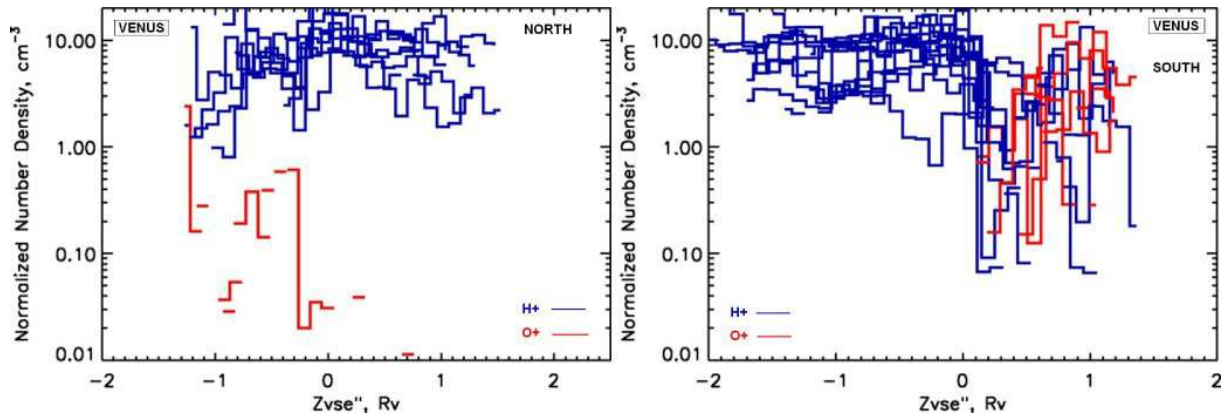 VENUS
NORTH
Normalized Number Density, cm⁻³
10.00
1.00
0.10
0.01
H+
O+
−2 −1 0 1 2
Zvse'', Rv
VENUS
SOUTH
Normalized Number Density, cm⁻³
10.00
1.00
0.10
0.01
H+
O+
−2 −1 0 1 2
Zvse'', Rv